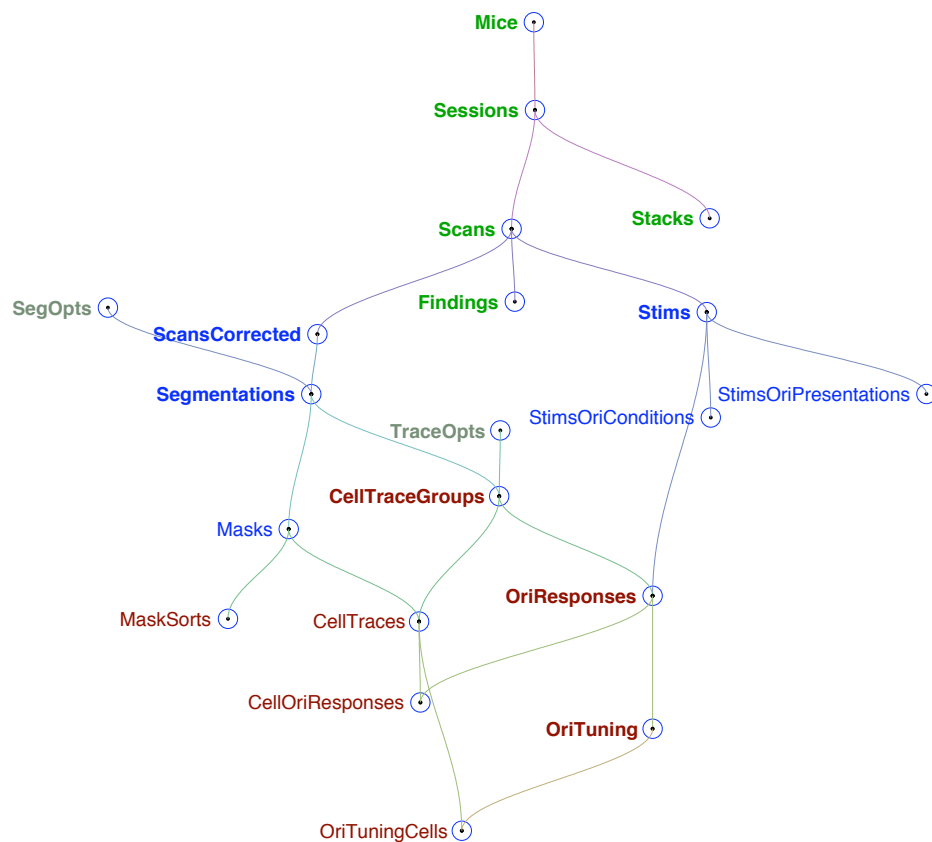 Mice
Sessions
Stacks
Scans
Findings
SegOpts
Stims
ScansCorrected
Segmentations
StimsOriPresentations
StimsOriConditions
TraceOpts
CellTraceGroups
Masks
OriResponses
MaskSorts
CellTraces
CellOriResponses
OriTuning
OriTuningCells